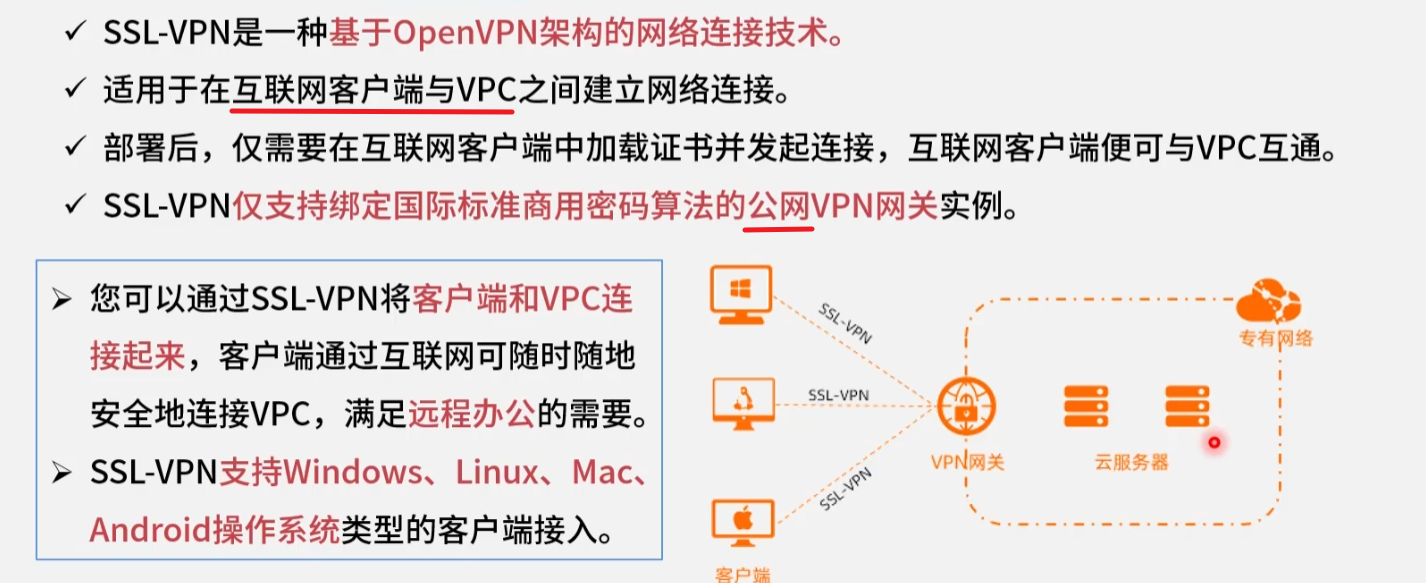 SSL-VPN是一种基于OpenVPN架构的网络连接技术。
适用于在互联网客户端与VPC之间建立网络连接。
部署后，仅需要在互联网客户端中加载证书并发起连接，互联网客户端便可与VPC互通。
SSL-VPN仅支持绑定国际标准商用密码算法的公网VPN网关实例。
您可以通过SSL-VPN将客户端和VPC连
接起来，客户端通过互联网可随时随地
安全地连接VPC，满足远程办公的需要。
SSL-VPN支持Windows、Linux、Mac、
Android操作系统类型的客户端接入。
SSL-VPN
SSL-VPN
SSL-VPN
专有网络
VPN网关
云服务器
客户端